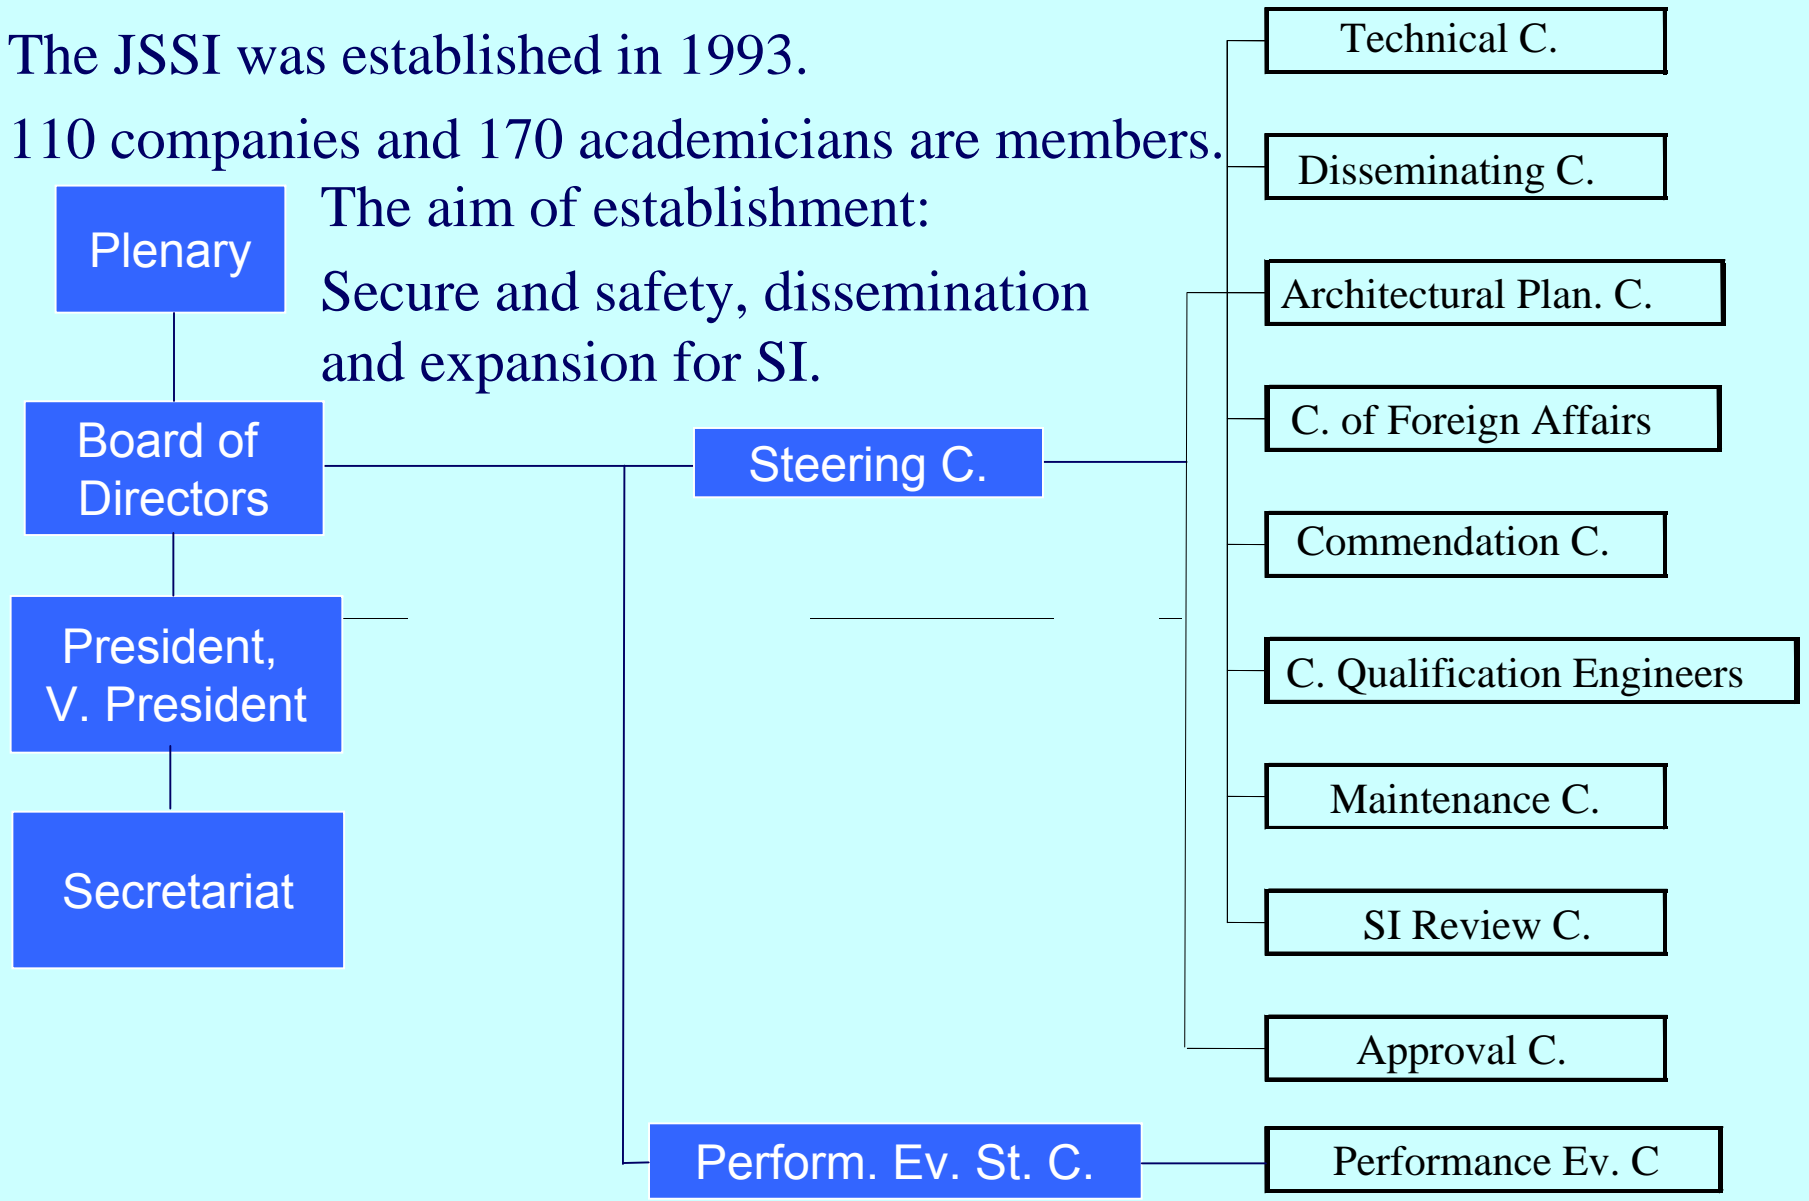 The JSSI was established in 1993.
110 companies and 170 academicians are members.
The aim of establishment:
Secure and safety, dissemination
and expansion for SI.
Plenary
Board of
Directors
President,
V. President
Secretariat
Steering C.
Perform. Ev. St. C.
Technical C.
Disseminating C.
Architectural Plan. C.
C. of Foreign Affairs
Commendation C.
C. Qualification Engineers
Maintenance C.
SI Review C.
Approval C.
Performance Ev. C